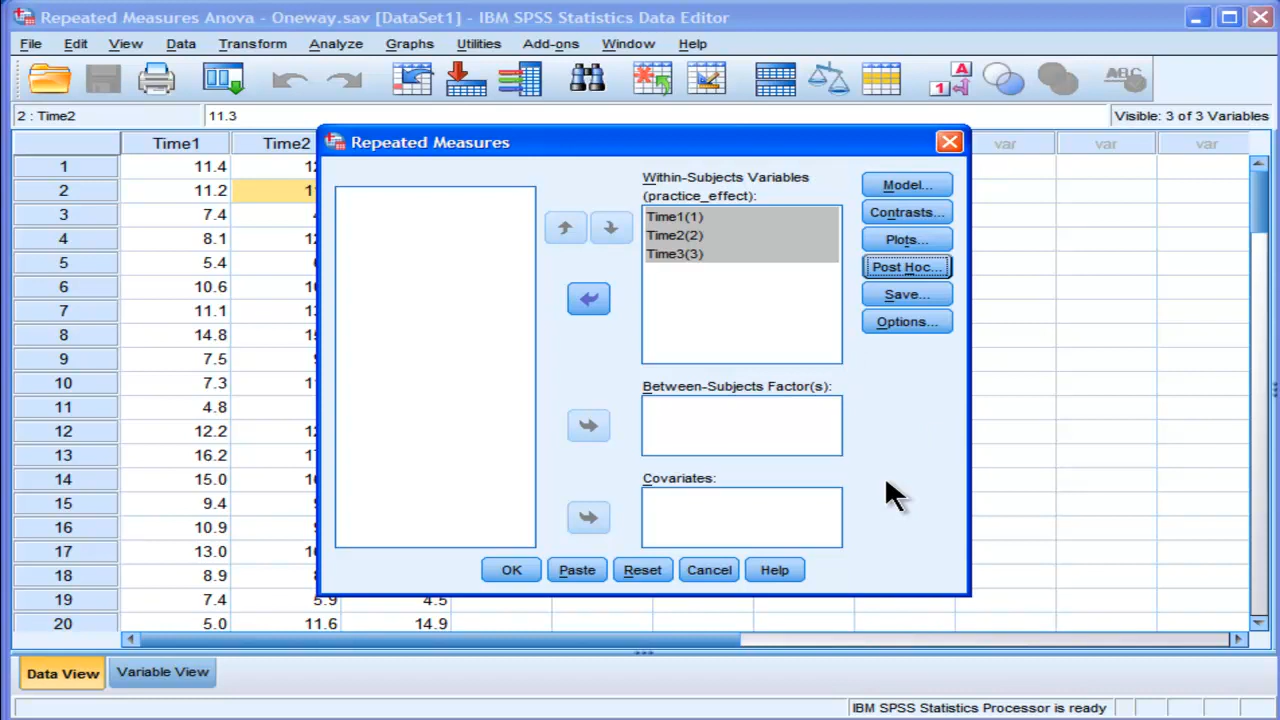 Repeated Measures Anova - Oneway.sav [DataSet1] - IBM SPSS Statistics Data Editor
File Edit View Data Transform Analyze Graphs Utilities Add-ons Window Help
1 A ABC
2 : Time2 11.3 Visible: 3 of 3 Variables
Time1 Time2 var var var
1 11.4
2 11.2
3 7.4
4 8.1
5 5.4
6 10.6
7 11.1
8 14.8
9 7.5
10 7.3
11 4.8
12 12.2
13 16.2
14 15.0
15 9.4
16 10.9
17 13.0
18 8.9
19 7.4 5.9 4.5
20 5.0 11.6 14.9
Repeated Measures
Within-Subjects Variables
(practice_effect):
Time1(1)
Time2(2)
Time3(3)
Model...
Contrasts...
Plots...
Post Hoc...
Save...
Options...
Between-Subjects Factor(s):
Covariates:
OK Paste Reset Cancel Help
Data View Variable View
IBM SPSS Statistics Processor is ready